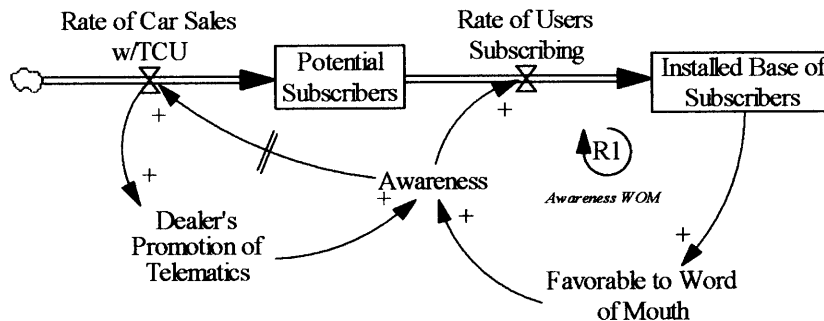 Rate of Car Sales
w/TCU
Rate of Users
Subscribing
Potential
Subscribers
Installed Base of
Subscribers
+
+
+
R1
Awareness WOM
Awareness
+
+
+
Dealer's
Promotion of
Telematics
Favorable to Word
of Mouth